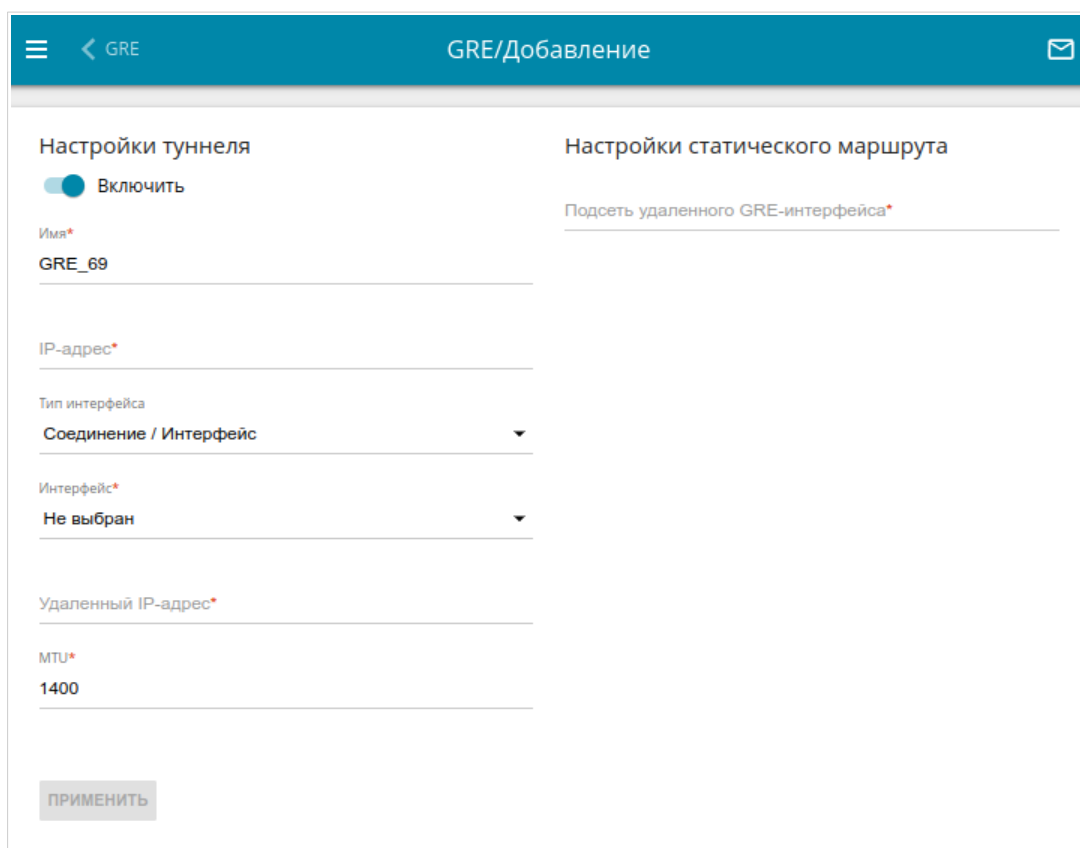 GRE
GRE/Добавление
Настройки туннеля
Включить
Имя*
GRE_69
IP-адрес*
Тип интерфейса
Соединение / Интерфейс
Интерфейс*
Не выбран
Удаленный IP-адрес*
MTU*
1400
ПРИМЕНИТЬ
Настройки статического маршрута
Подсеть удаленного GRE-интерфейса*